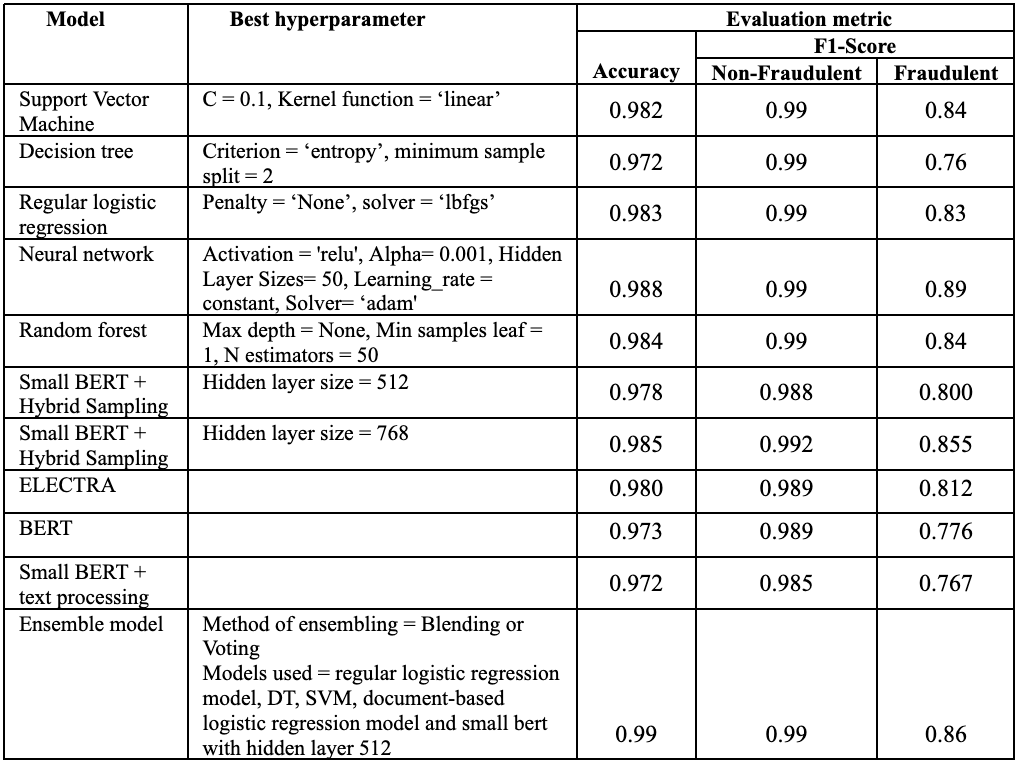 Model Best hyperparameter Evaluation metric
F1-Score
Accuracy Non-Fraudulent Fraudulent
Support Vector C = 0.1, Kernel function = ‘linear’
Machine 0.982 0.99 0.84
Decision tree Criterion = ‘entropy’, minimum sample
split = 2 0.972 0.99 0.76
Regular logistic Penalty = ‘None’, solver = ‘lbfgs’
regression 0.983 0.99 0.83
Neural network Activation = 'relu', Alpha= 0.001, Hidden
Layer Sizes= 50, Learning_rate =
constant, Solver= ‘adam' 0.988 0.99 0.89
Random forest Max depth = None, Min samples leaf =
1, N estimators = 50 0.984 0.99 0.84
Small BERT + Hidden layer size = 512
Hybrid Sampling 0.978 0.988 0.800
Small BERT + Hidden layer size = 768
Hybrid Sampling 0.985 0.992 0.855
ELECTRA 0.980 0.989 0.812
BERT 0.973 0.989 0.776
Small BERT +
text processing 0.972 0.985 0.767
Ensemble model Method of ensembling = Blending or
Voting
Models used = regular logistic regression
model, DT, SVM, document-based
logistic regression model and small bert
with hidden layer 512 0.99 0.99 0.86